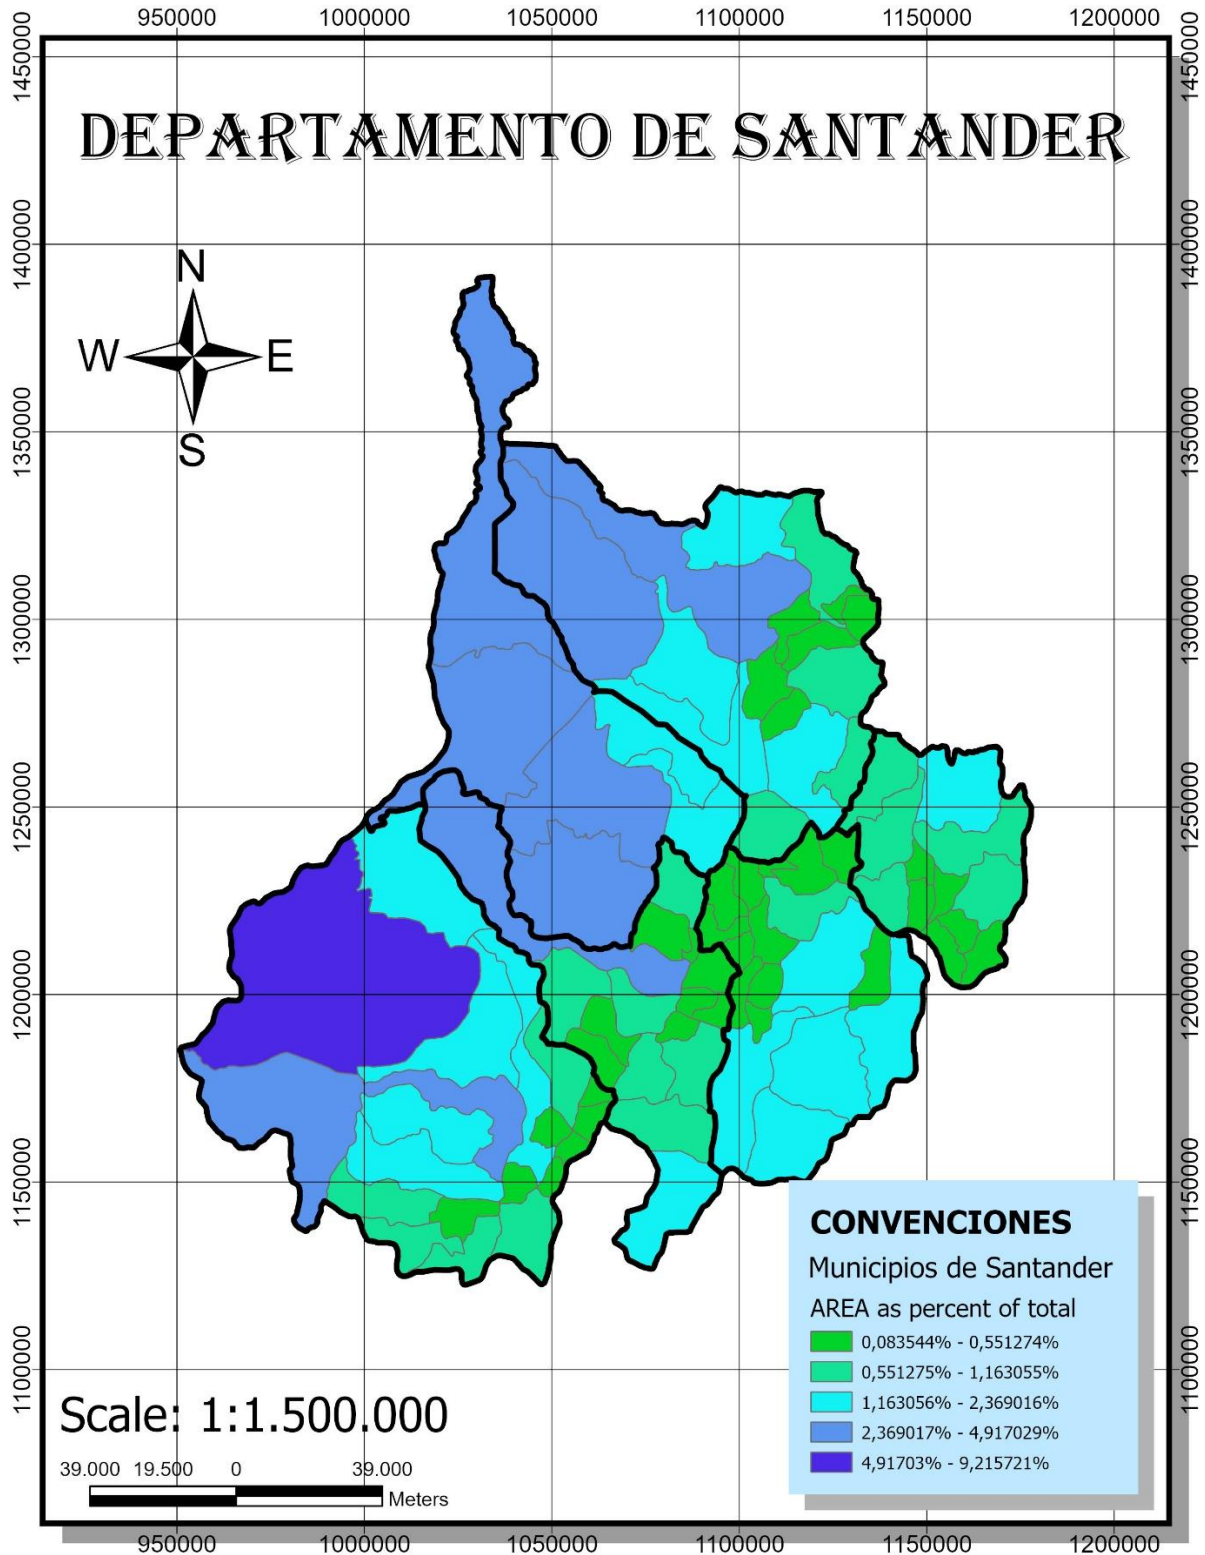 950000 1000000 1050000 1100000 1150000 1200000
1450000 1450000
DEPARTAMENTO DE SANTANDER
1400000 1400000
N
W E
S
1350000 1350000
1300000 1300000
1250000 1250000
1200000 1200000
1150000 1150000
CONVENCIONES
Municipios de Santander
AREA as percent of total
0,083544% - 0,551274%
0,551275% - 1,163055%
1,163056% - 2,369016%
2,369017% - 4,917029%
4,91703% - 9,215721%
1100000 1100000
Scale: 1:1.500.000
39.000 19.500 0 39.000
Meters
950000 1000000 1050000 1100000 1150000 1200000